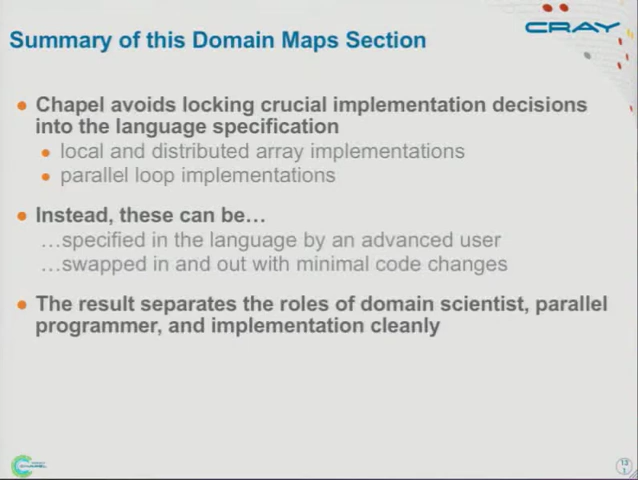 CRAY
Summary of this Domain Maps Section
● Chapel avoids locking crucial implementation decisions
into the language specification
● local and distributed array implementations
● parallel loop implementations
● Instead, these can be…
…specified in the language by an advanced user
…swapped in and out with minimal code changes
● The result separates the roles of domain scientist, parallel
programmer, and implementation cleanly
CHAPEL
13
1